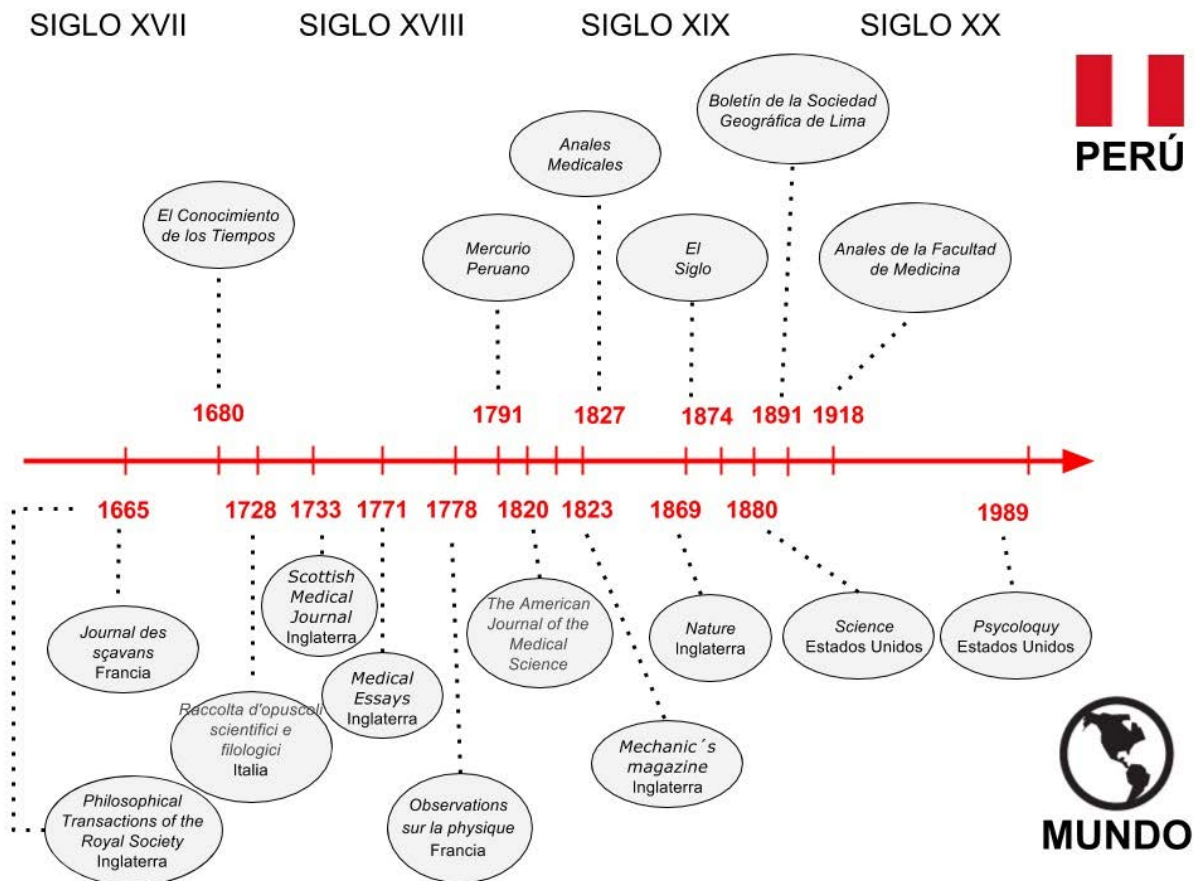 SIGLO XVII
SIGLO XVIII
SIGLO XIX
SIGLO XX
PERÚ
El Conocimiento
de los Tiempos
Mercurio
Peruano
Anales
Medicales
El
Siglo
Boletín de la Sociedad
Geográfica de Lima
Anales de la Facultad
de Medicina
1680
1791
1827
1874
1891
1918
1665
1728
1733
1771
1778
1820
1823
1869
1880
1989
Journal des
sçavans
Francia
Philosophical
Transactions of the
Royal Society
Inglaterra
Raccolta d'opuscoli
scientifici e
filologici
Italia
Scottish
Medical
Journal
Inglaterra
Medical
Essays
Inglaterra
Observations
sur la physique
Francia
The American
Journal of the
Medical
Science
Mechanic´s
magazine
Inglaterra
Nature
Inglaterra
Science
Estados Unidos
Psycoloquy
Estados Unidos
MUNDO